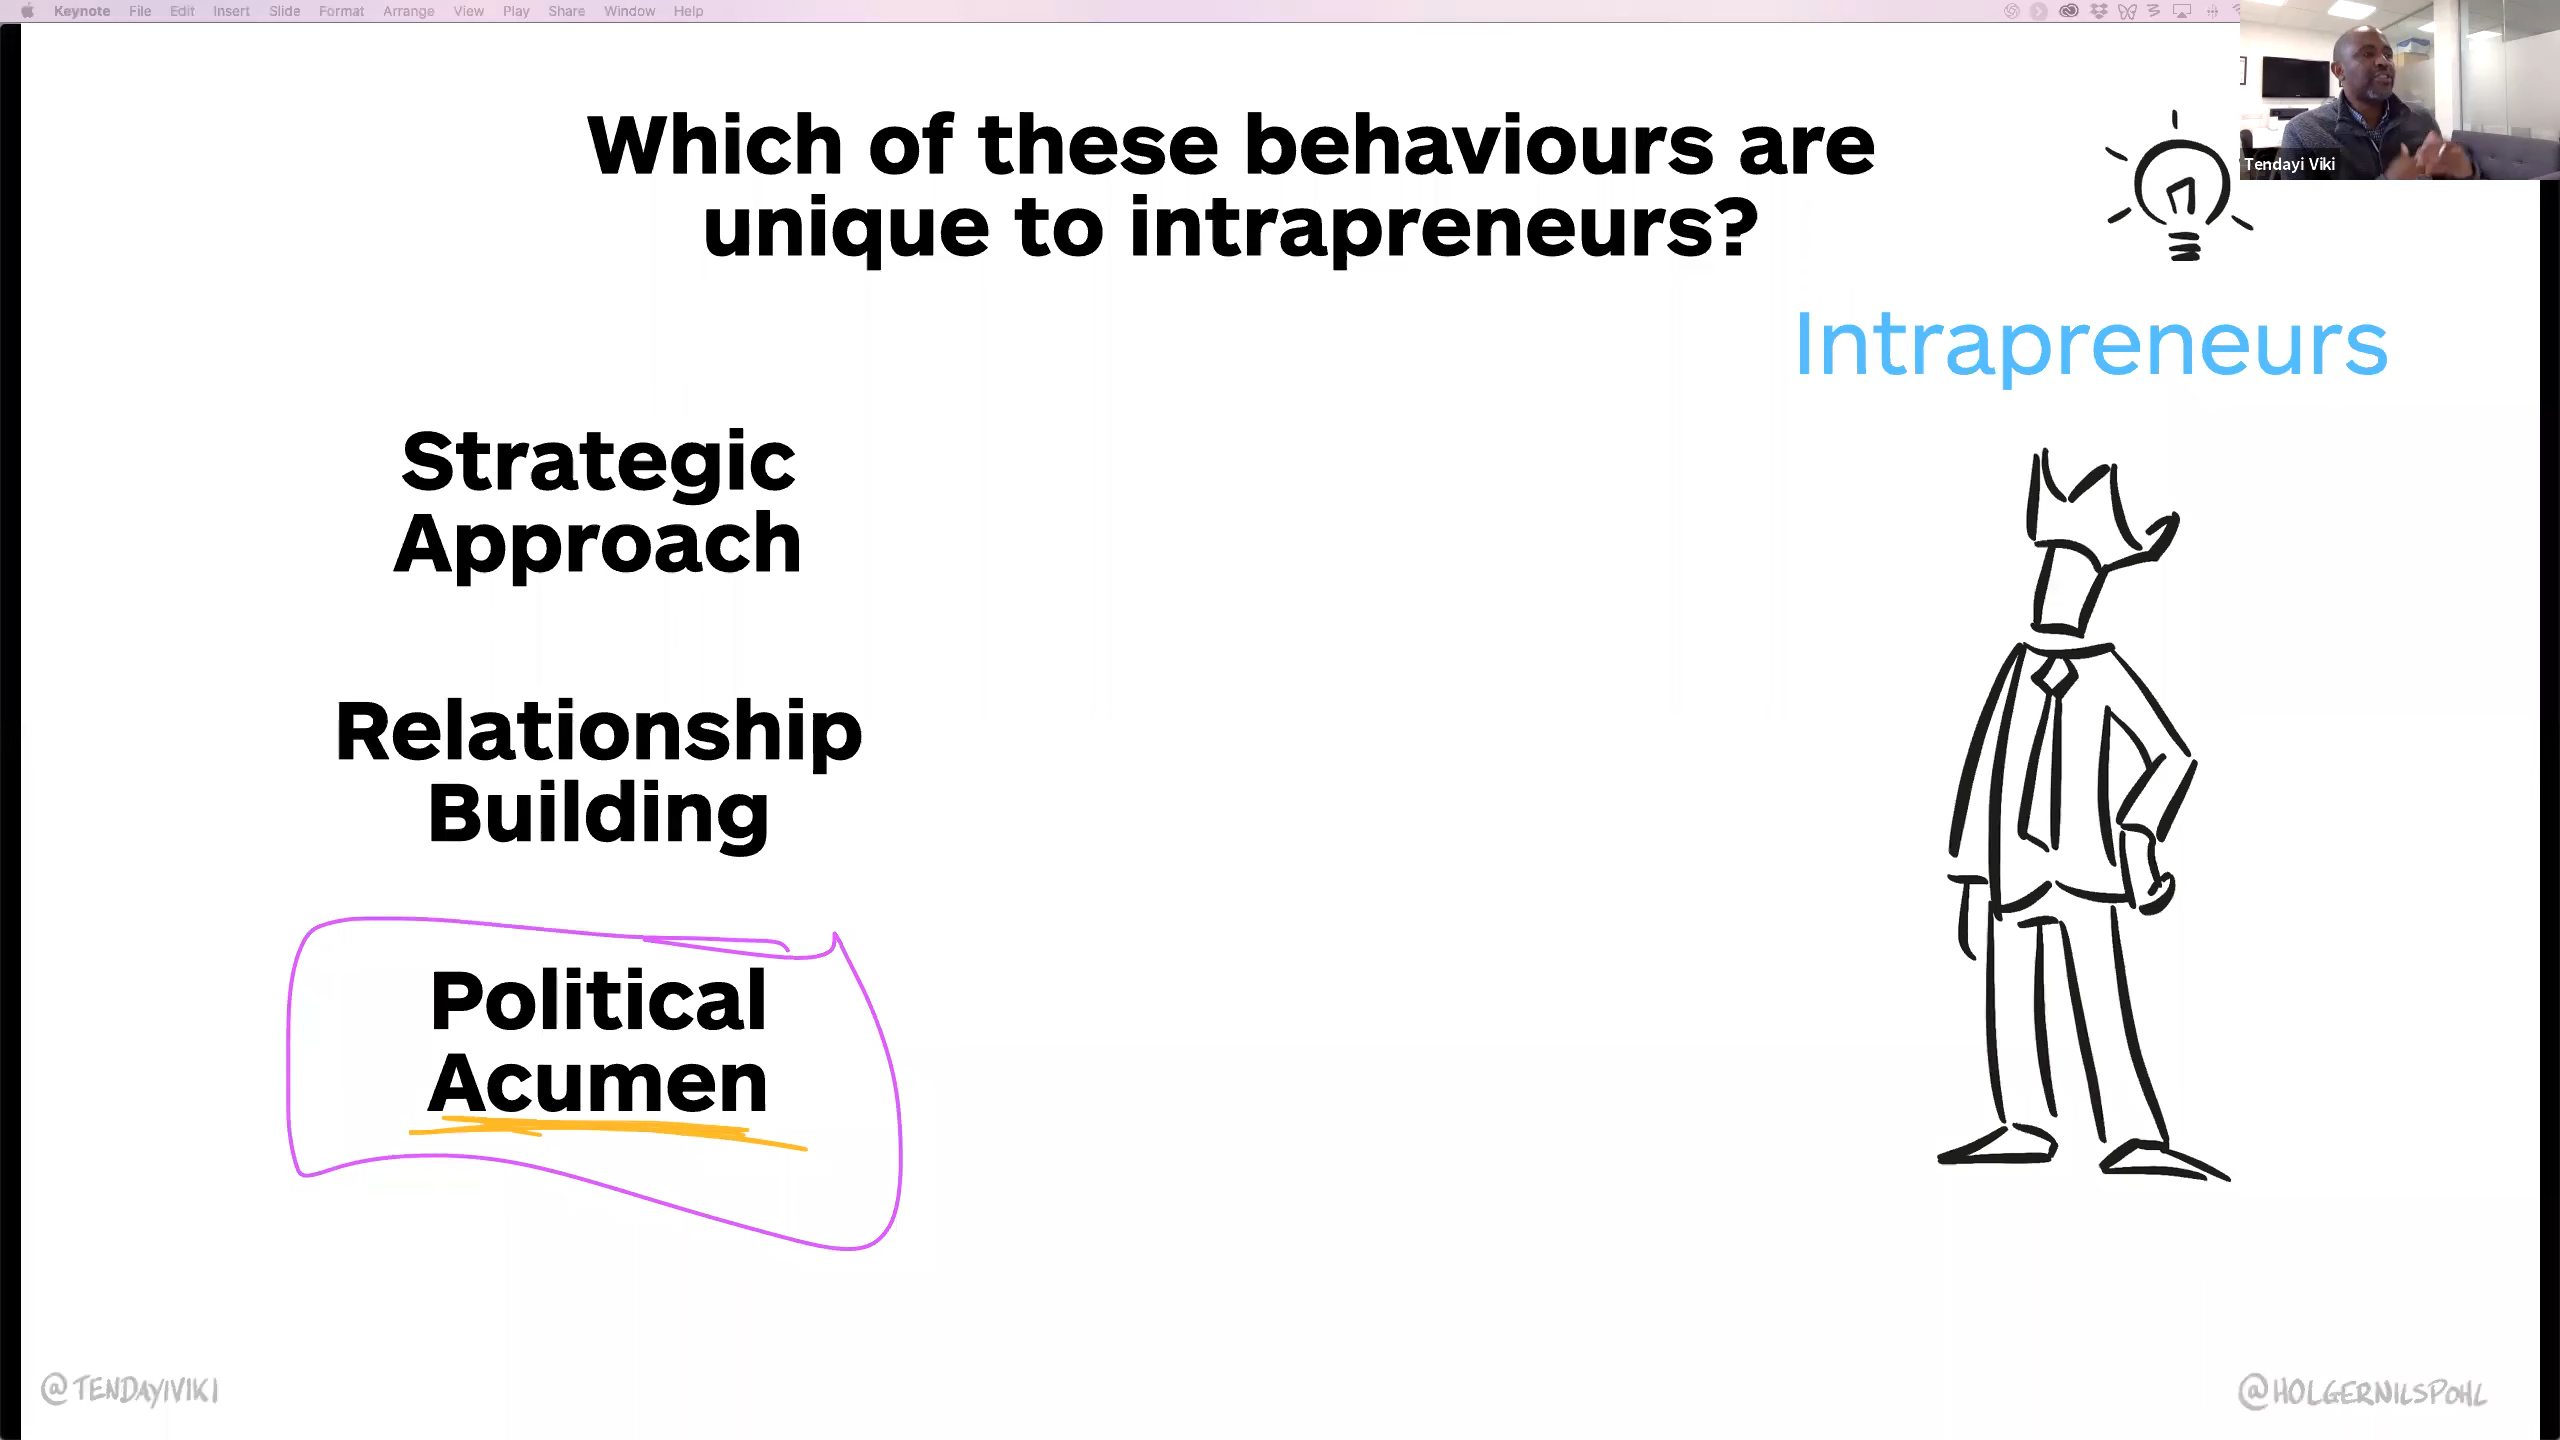 Keynote File Edit Insert Slide Format Arrange View Play Share Window Help
Tendayi Viki
Which of these behaviours are
unique to intrapreneurs?
Intrapreneurs
Strategic
Approach
Relationship
Building
Political
Acumen
@TENDAYIVIKI
@HOLGERNILSPOHL